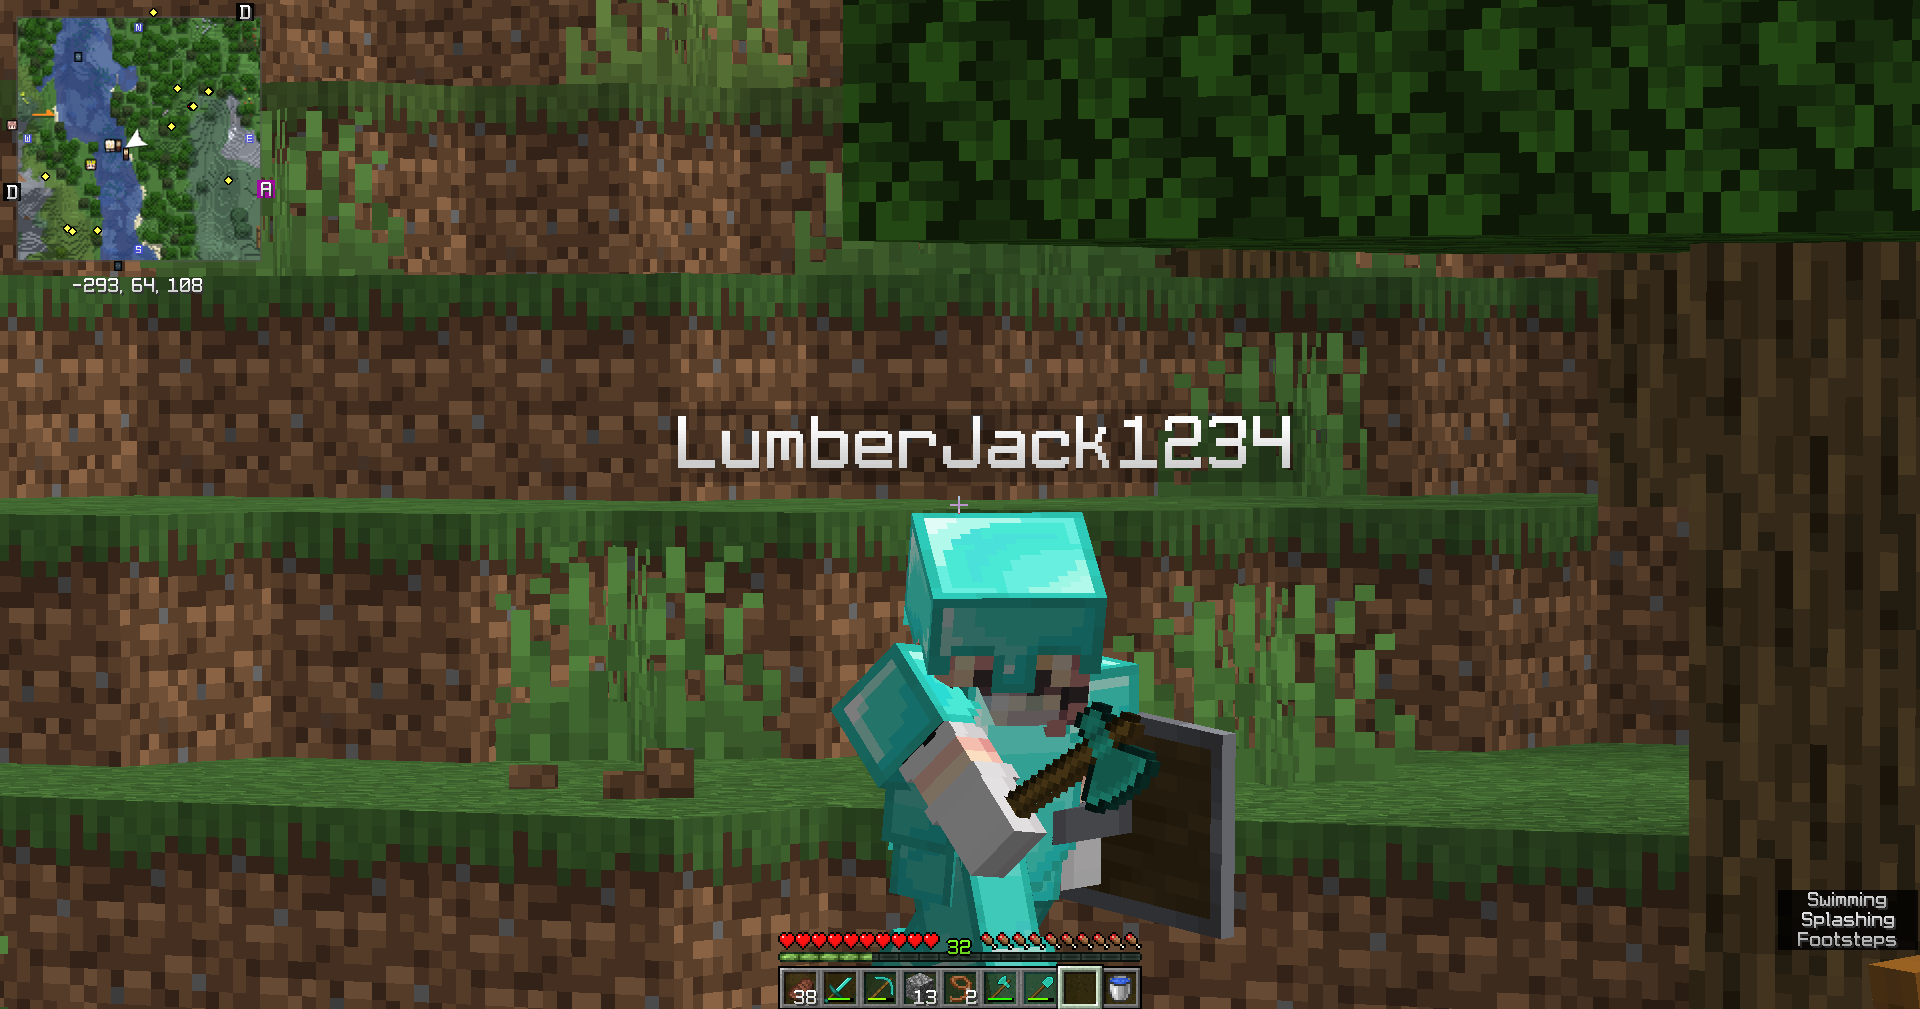 D
N
W
E
D
A
S
-293, 64, 108
LumberJack1234
Swimming
Splashing
Footsteps
32
38
13
2